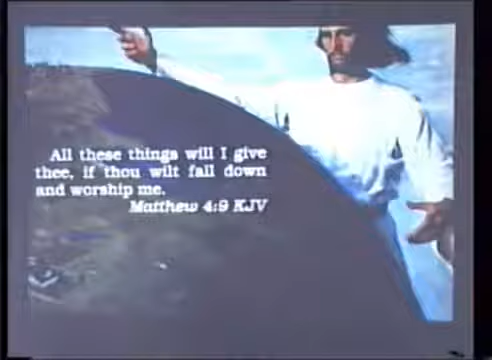 All these things will I give
thee, if thou wilt fall down
and worship me.
Matthew 4:9 KJV